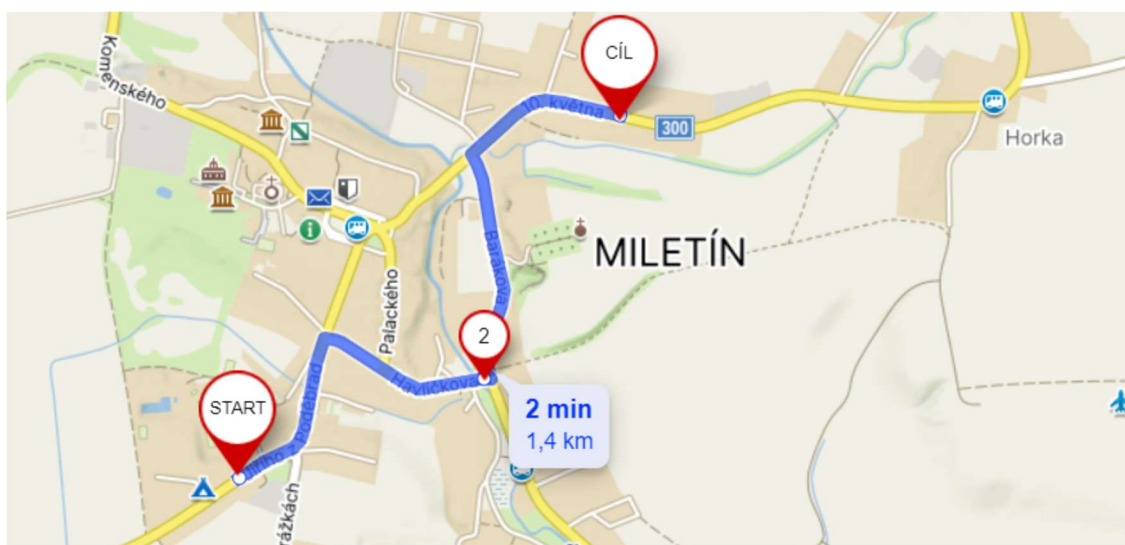 Komenského
CÍL
10. května
300
Horka
MILETÍN
Barákova
Palackého
2
Havlíčkova
START
Jiřího z Poděbrad
2 min
1,4 km